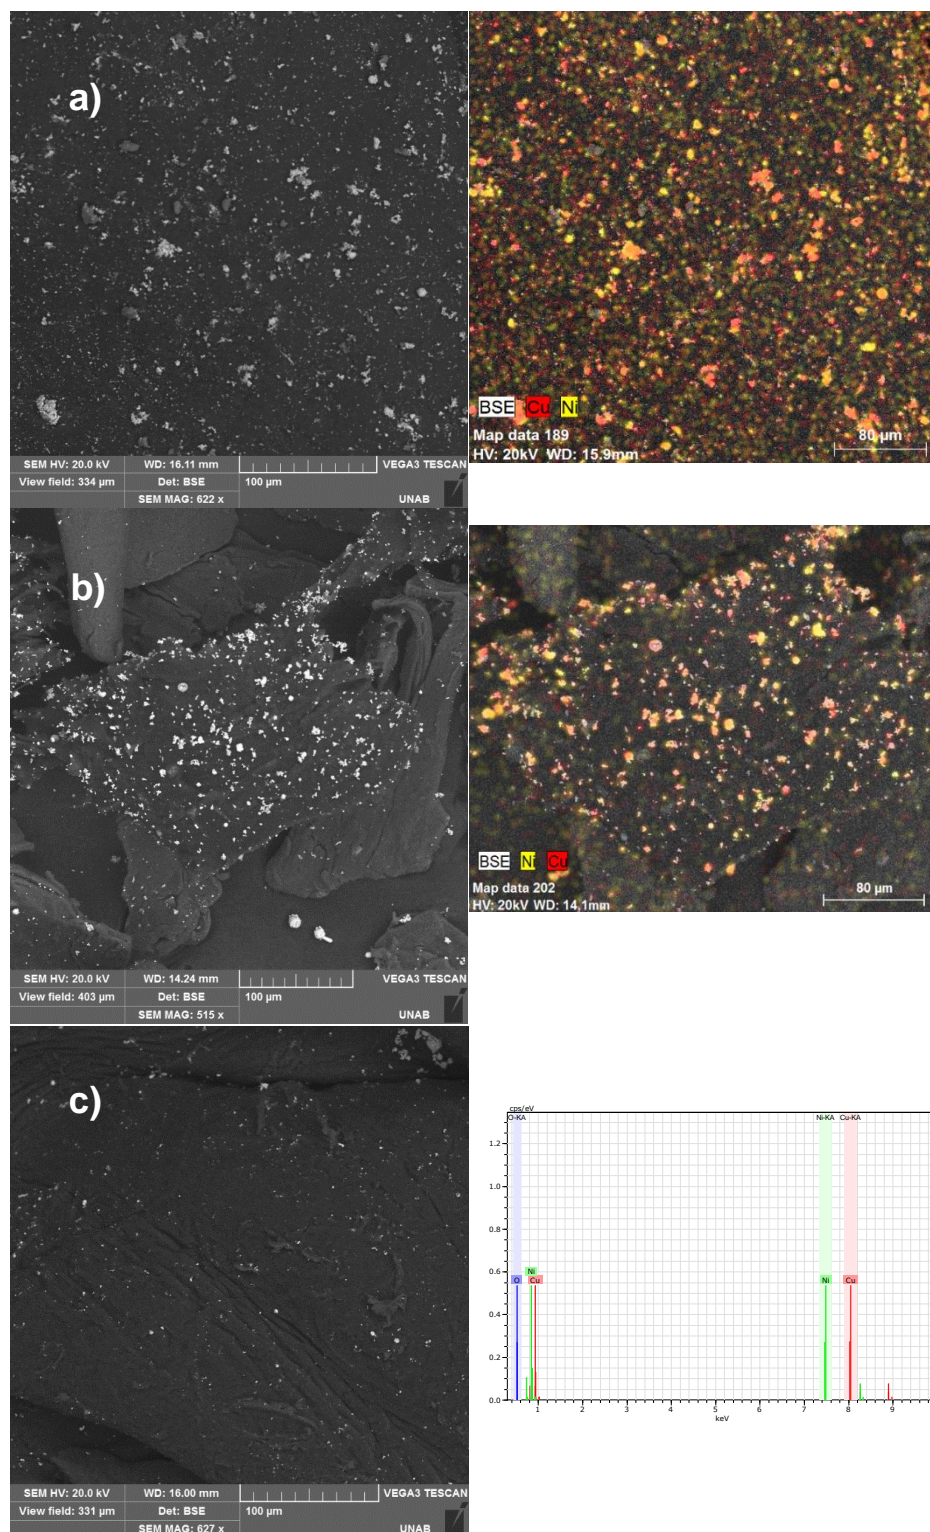 a)
SEM HV: 20.0 kV WD: 16.11 mm VEGA3 TESCAN
View field: 334 µm Det: BSE 100 µm
SEM MAG: 622 x UNAB
BSE Cu Ni
Map data 189
HV: 20kV WD: 15.9mm
80 µm
b)
SEM HV: 20.0 kV WD: 14.24 mm VEGA3 TESCAN
View field: 403 µm Det: BSE 100 µm
SEM MAG: 515 x UNAB
BSE Ni Cu
Map data 202
HV: 20kV WD: 14,1mm
80 µm
c)
SEM HV: 20.0 kV WD: 16.00 mm VEGA3 TESCAN
View field: 331 µm Det: BSE 100 µm
SEM MAG: 627 x UNAB
cps/eV
O-KA Ni-KA Cu-KA
1.2
1.0
0.8
0.6
0.4
0.2
0.0
Ni
O Cu Ni Cu
1 2 3 4 5 6 7 8 9
keV